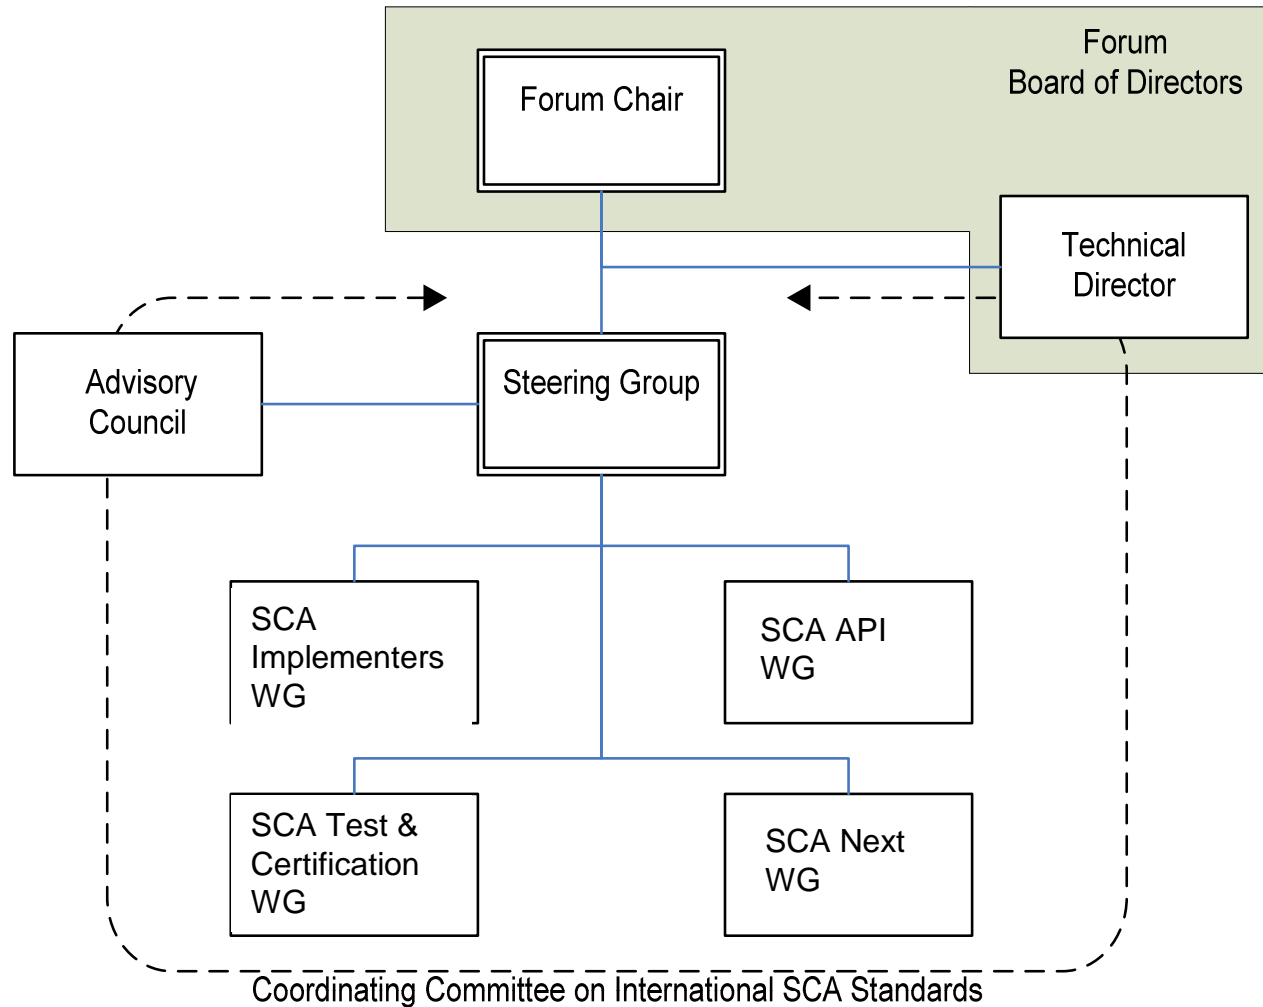 Forum
Board of Directors
Forum Chair
Technical
Director
Advisory
Council
Steering Group
SCA
Implementers
WG
SCA API
WG
SCA Test &
Certification
WG
SCA Next
WG
Coordinating Committee on International SCA Standards